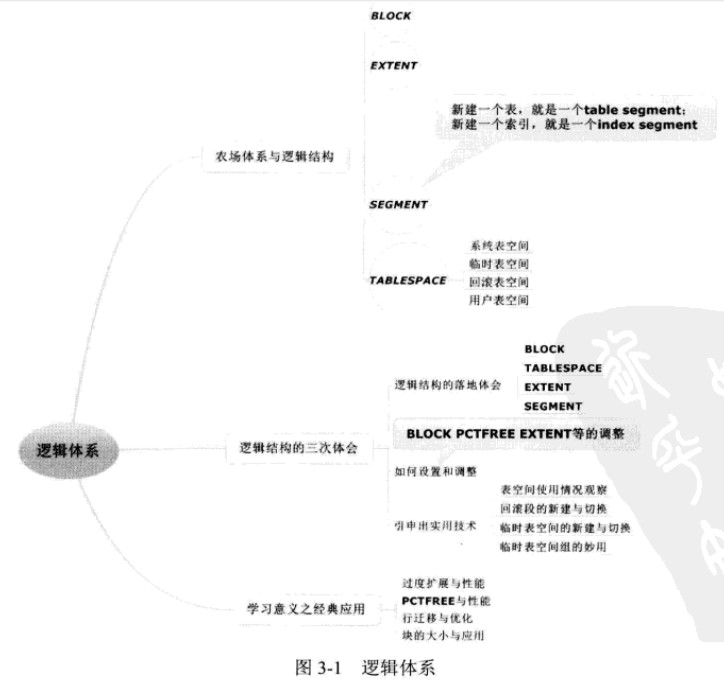 BLOCK
EXTENT
新建一个表，就是一个table segment；
新建一个索引，就是一个index segment
农场体系与逻辑结构
SEGMENT
TABLESPACE
系统表空间
临时表空间
回滚表空间
用户表空间
逻辑体系
逻辑结构的三次体会
逻辑结构的落地体会
BLOCK
TABLESPACE
EXTENT
SEGMENT
BLOCK PCTFREE EXTENT等的调整
如何设置和调整
引申出实用技术
表空间使用情况观察
回滚段的新建与切换
临时表空间的新建与切换
临时表空间组的妙用
学习意义之经典应用
过度扩展与性能
PCTFREE与性能
行迁移与优化
块的大小与应用
图 3-1 逻辑体系